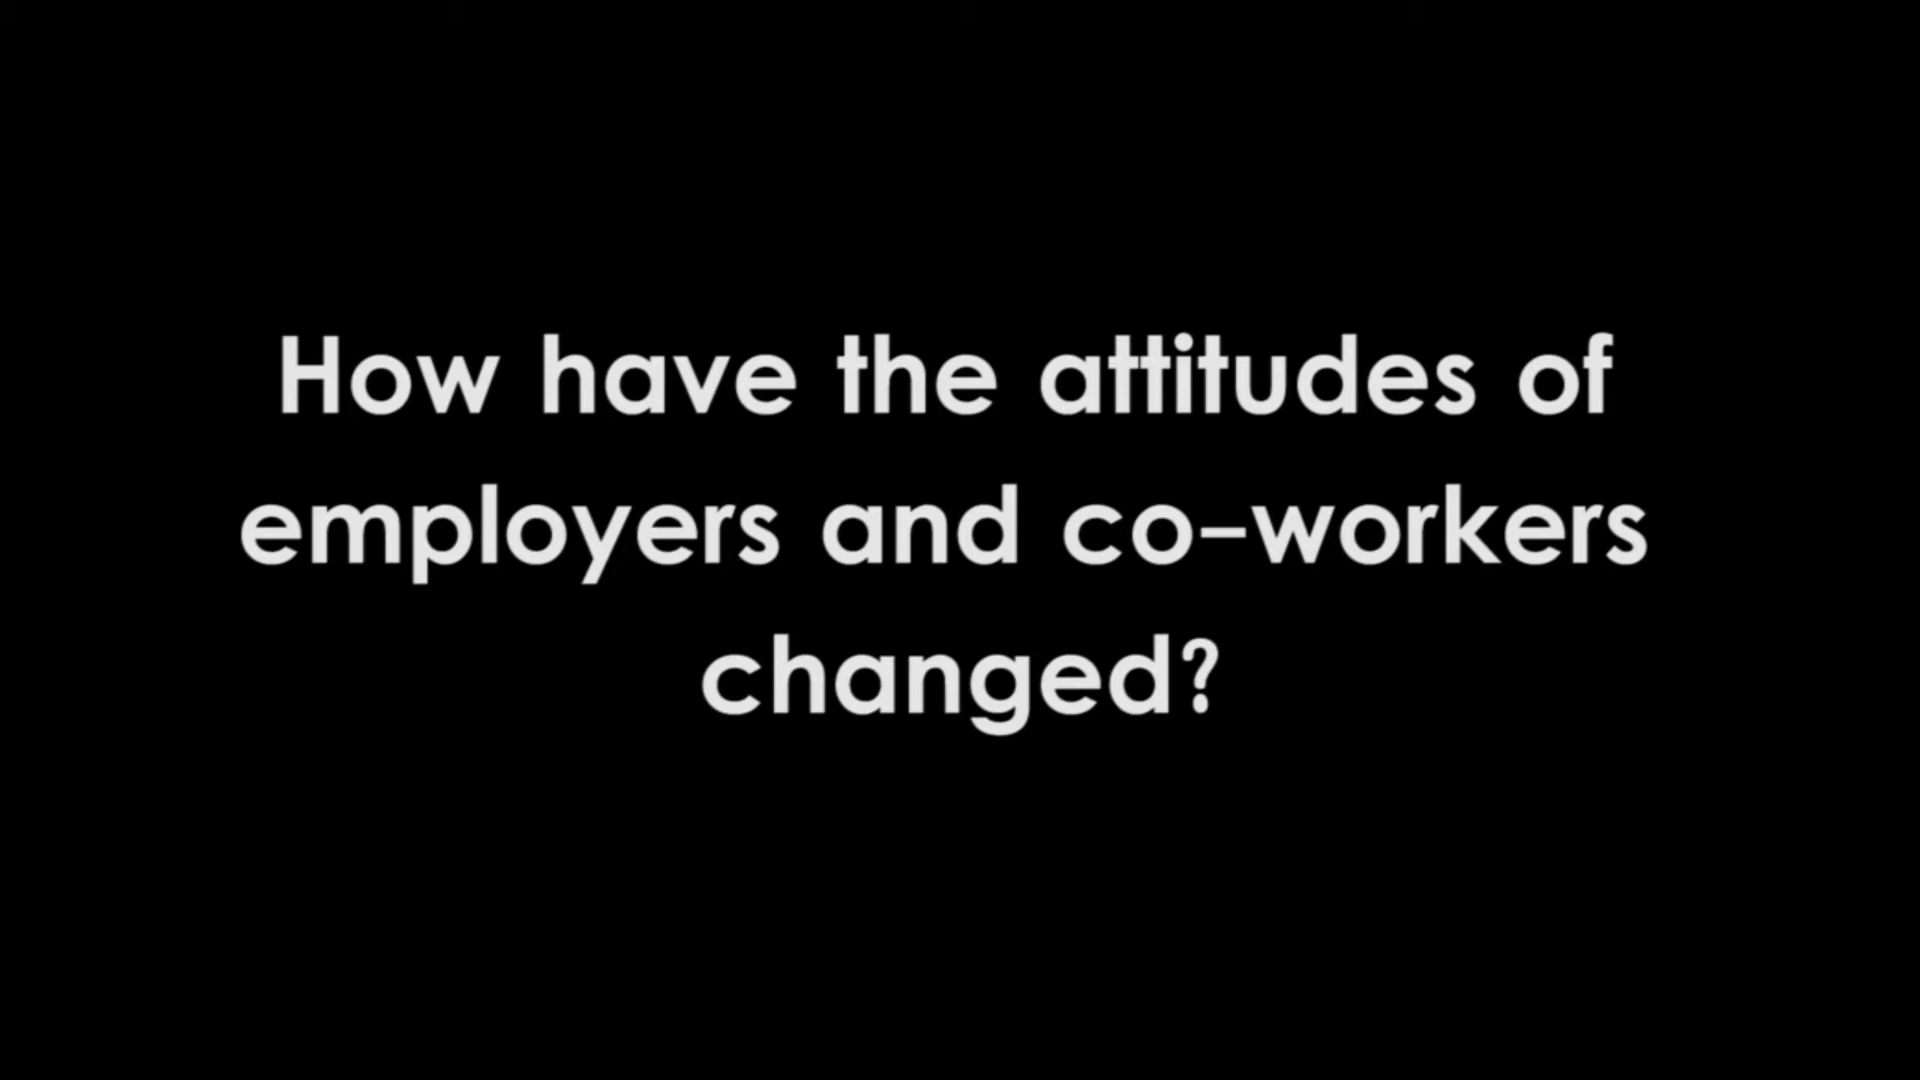 How have the attitudes of
employers and co-workers
changed?